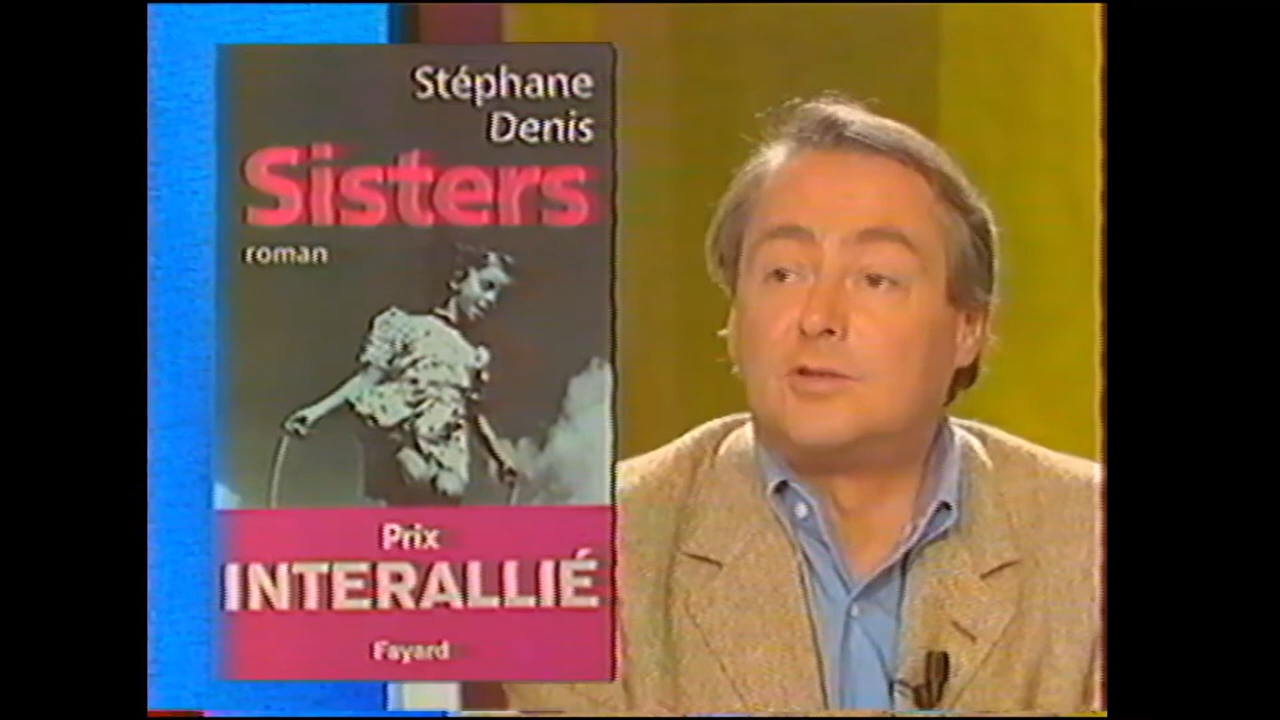 Stéphane
Denis
Sisters
roman
Prix
INTERALLIÉ
Fayard